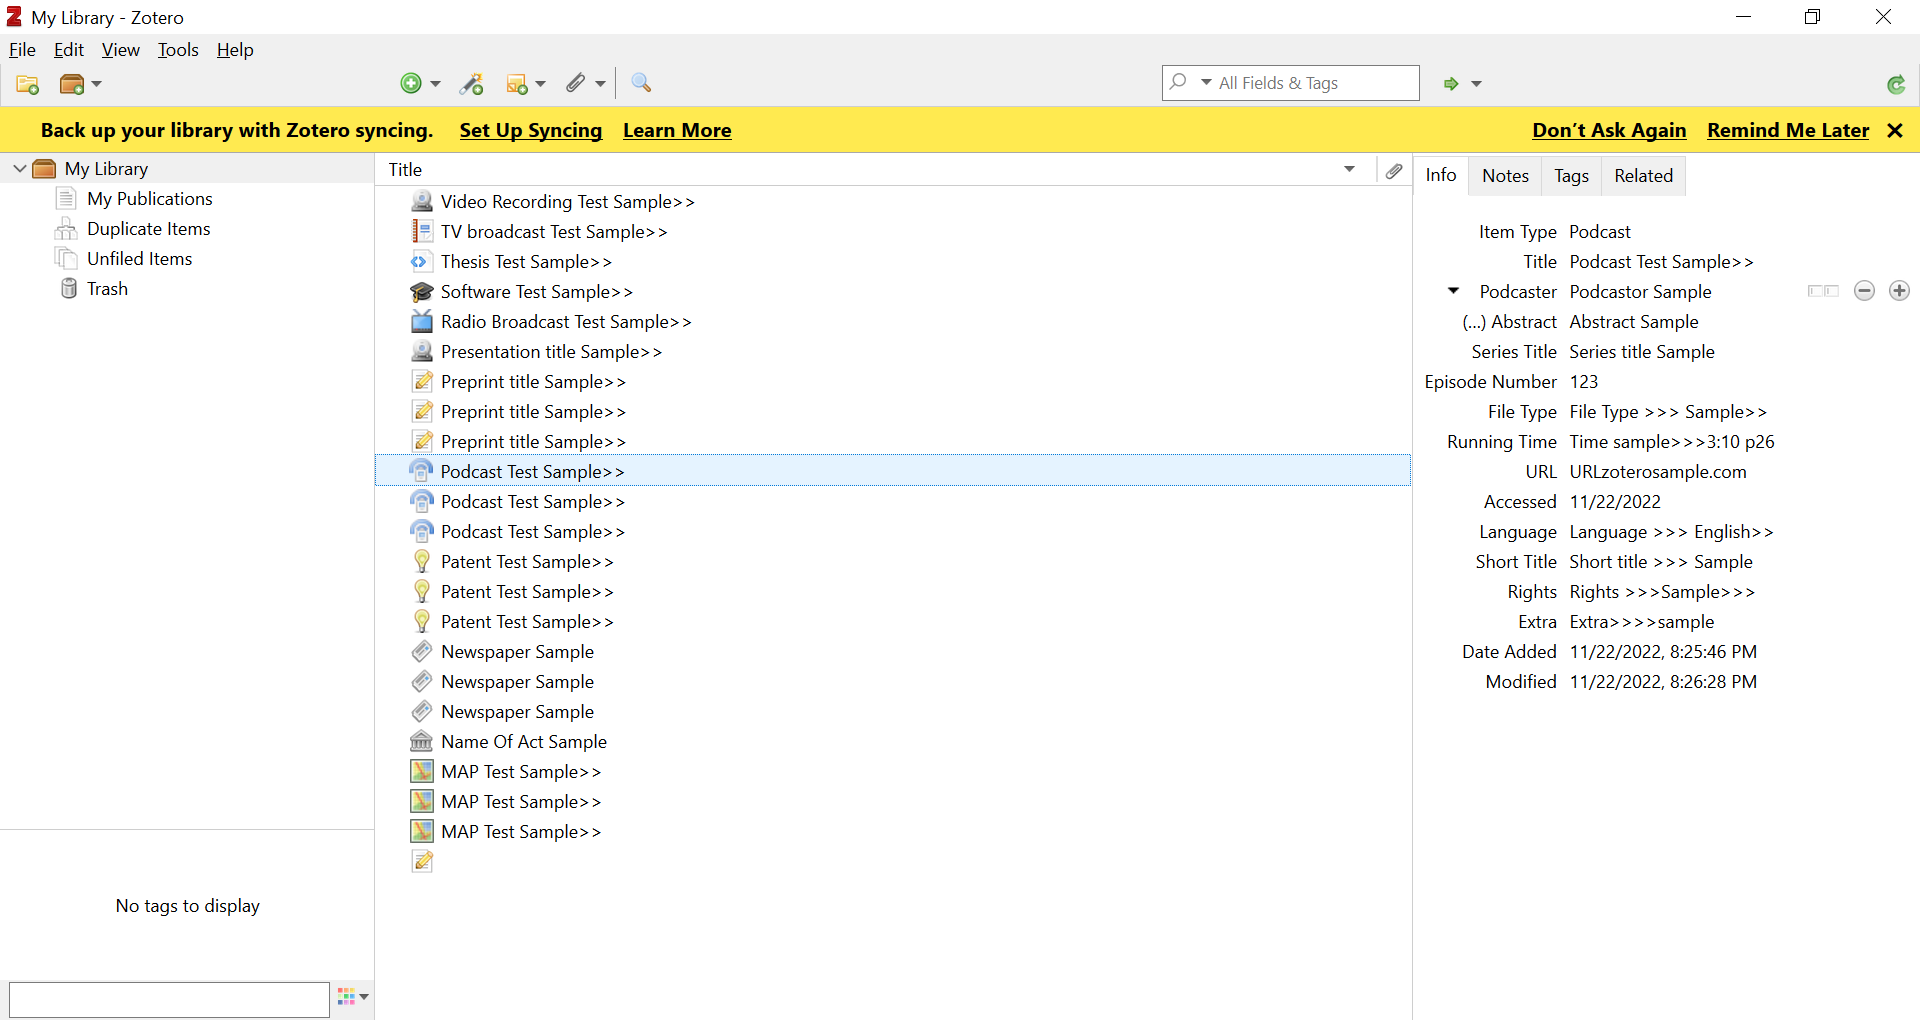 My Library - Zotero
File Edit View Tools Help
All Fields & Tags
Back up your library with Zotero syncing. Set Up Syncing Learn More Don't Ask Again Remind Me Later
My Library
My Publications
Duplicate Items
Unfiled Items
Trash
No tags to display
Title
Video Recording Test Sample>>
TV broadcast Test Sample>>
Thesis Test Sample>>
Software Test Sample>>
Radio Broadcast Test Sample>>
Presentation title Sample>>
Preprint title Sample>>
Preprint title Sample>>
Preprint title Sample>>
Podcast Test Sample>>
Podcast Test Sample>>
Podcast Test Sample>>
Patent Test Sample>>
Patent Test Sample>>
Patent Test Sample>>
Newspaper Sample
Newspaper Sample
Newspaper Sample
Name Of Act Sample
MAP Test Sample>>
MAP Test Sample>>
MAP Test Sample>>
Info Notes Tags Related
Item Type Podcast
Title Podcast Test Sample>>
Podcaster Podcastor Sample
(...) Abstract Abstract Sample
Series Title Series title Sample
Episode Number 123
File Type File Type >>> Sample>>
Running Time Time sample>>>3:10 p26
URL URLzoterosample.com
Accessed 11/22/2022
Language Language >>> English>>
Short Title Short title >>> Sample
Rights Rights >>>Sample>>>
Extra Extra>>>>sample
Date Added 11/22/2022, 8:25:46 PM
Modified 11/22/2022, 8:26:28 PM